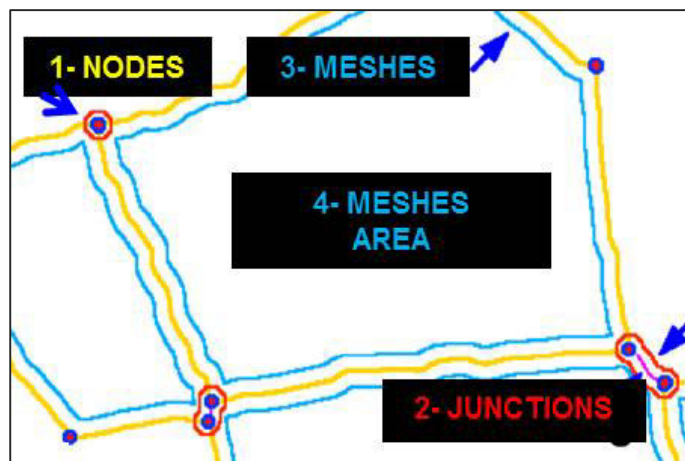 1- NODES
3- MESHES
4- MESHES
AREA
2- JUNCTIONS